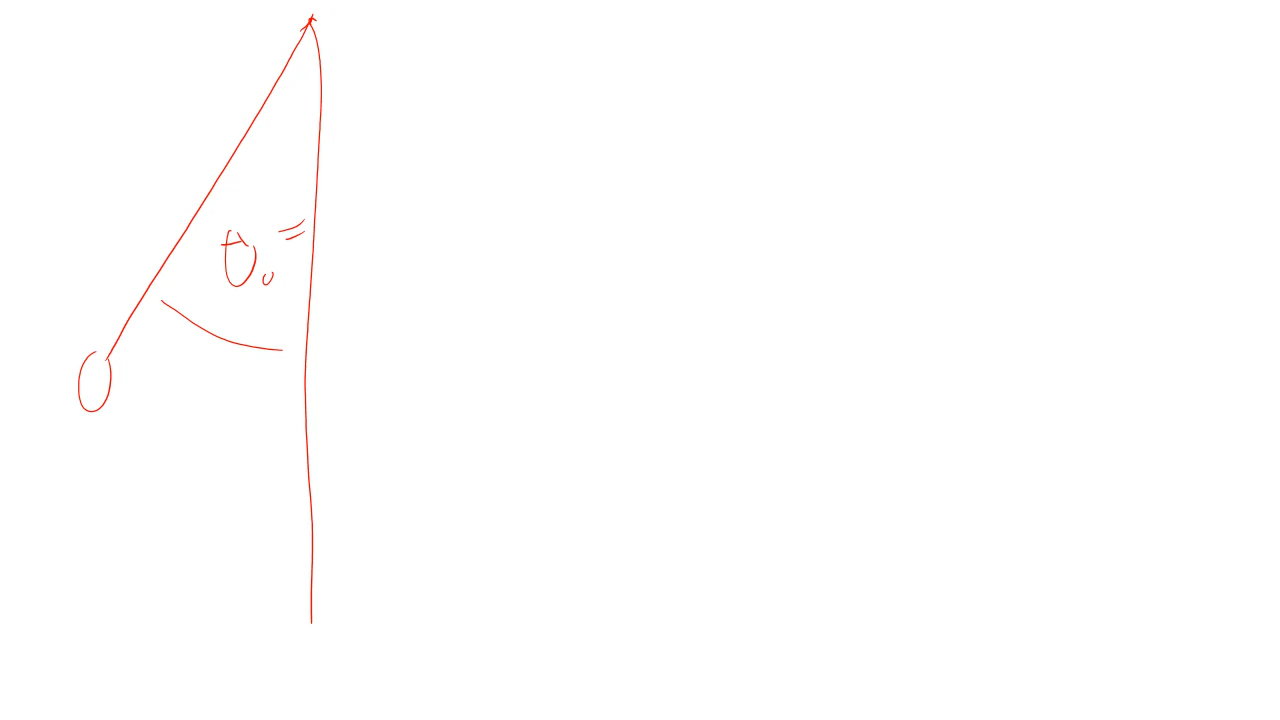 θ₀ =